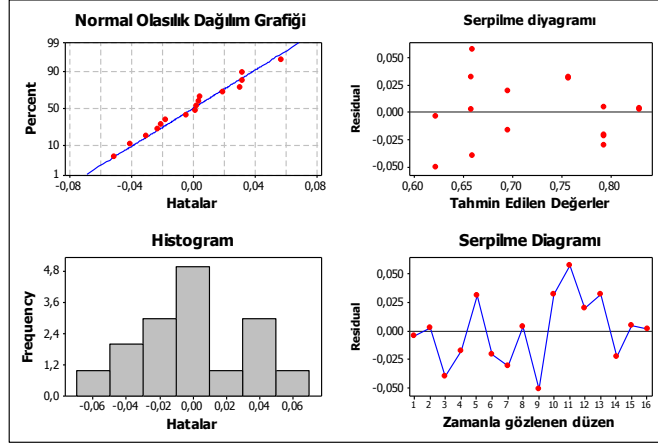 Normal Olasılık Dağılım Grafiği
99
90
50
10
1
Percent
-0,08
-0,04
0,00
0,04
0,08
Hatalar
Serpilme diyagramı
0,050
0,025
0,000
-0,025
-0,050
Residual
0,60
0,65
0,70
0,75
0,80
Tahmin Edilen Değerler
Histogram
4,8
3,6
2,4
1,2
0,0
Frequency
-0,06
-0,04
-0,02
0,00
0,02
0,04
0,06
Hatalar
Serpilme Diagramı
0,050
0,025
0,000
-0,025
-0,050
Residual
1 2 3 4 5 6 7 8 9 10 11 12 13 14 15 16
Zamanla gözlenen düzen